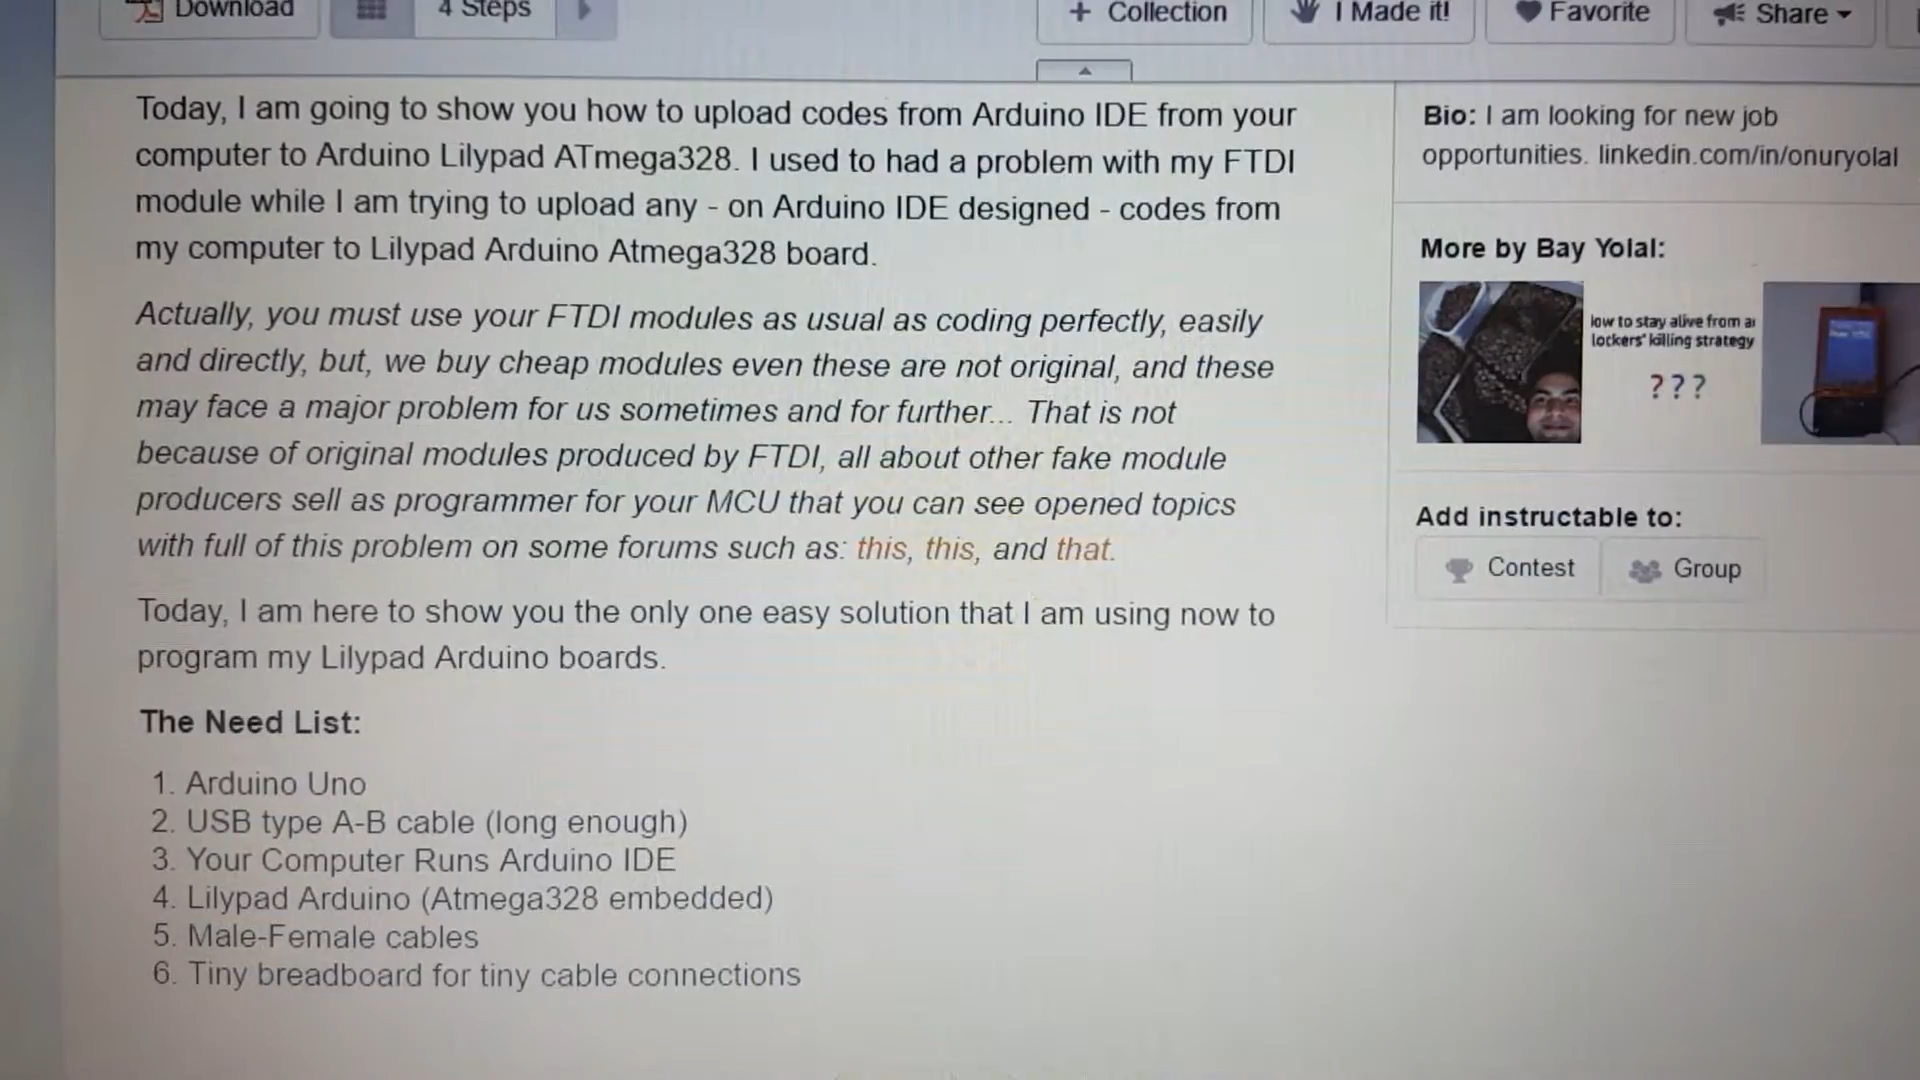 Download
4 Steps
+ Collection
I Made it!
Favorite
Share
Today, I am going to show you how to upload codes from Arduino IDE from your
computer to Arduino Lilypad ATmega328. I used to had a problem with my FTDI
module while I am trying to upload any - on Arduino IDE designed - codes from
my computer to Lilypad Arduino Atmega328 board.
Actually, you must use your FTDI modules as usual as coding perfectly, easily
and directly, but, we buy cheap modules even these are not original, and these
may face a major problem for us sometimes and for further... That is not
because of original modules produced by FTDI, all about other fake module
producers sell as programmer for your MCU that you can see opened topics
with full of this problem on some forums such as: this, this, and that.
Today, I am here to show you the only one easy solution that I am using now to
program my Lilypad Arduino boards.
The Need List:
1. Arduino Uno
2. USB type A-B cable (long enough)
3. Your Computer Runs Arduino IDE
4. Lilypad Arduino (Atmega328 embedded)
5. Male-Female cables
6. Tiny breadboard for tiny cable connections
Bio: I am looking for new job
opportunities. linkedin.com/in/onuryolal
More by Bay Yolal:
to stay alive from
lockers' killing strategy
???
Add instructable to:
Contest
Group